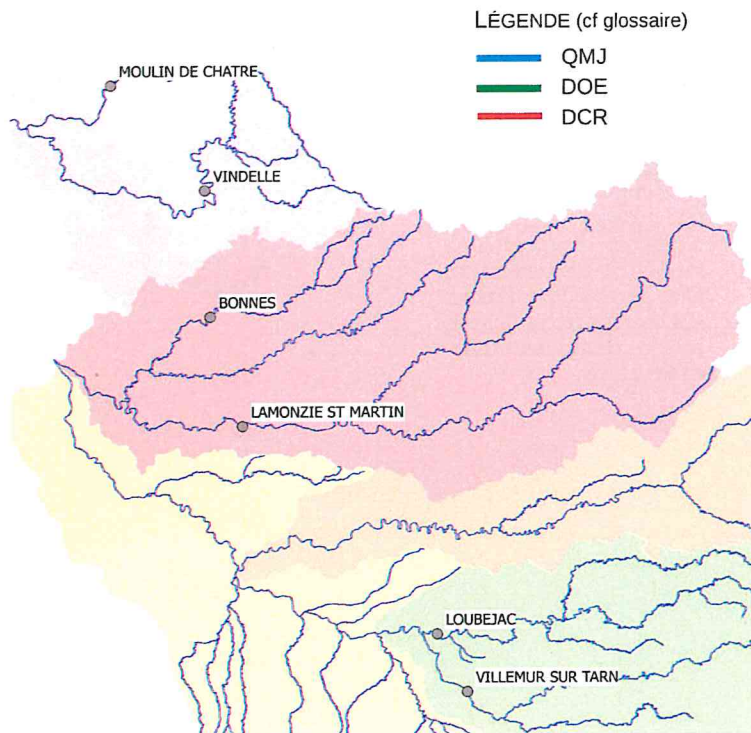 LÉGENDE (cf glossaire)
QMJ
DOE
DCR
MOULIN DE CHATRE
VINDELLE
BONNES
LAMONZIE ST MARTIN
LOUBEJAC
VILLEMUR SUR TARN